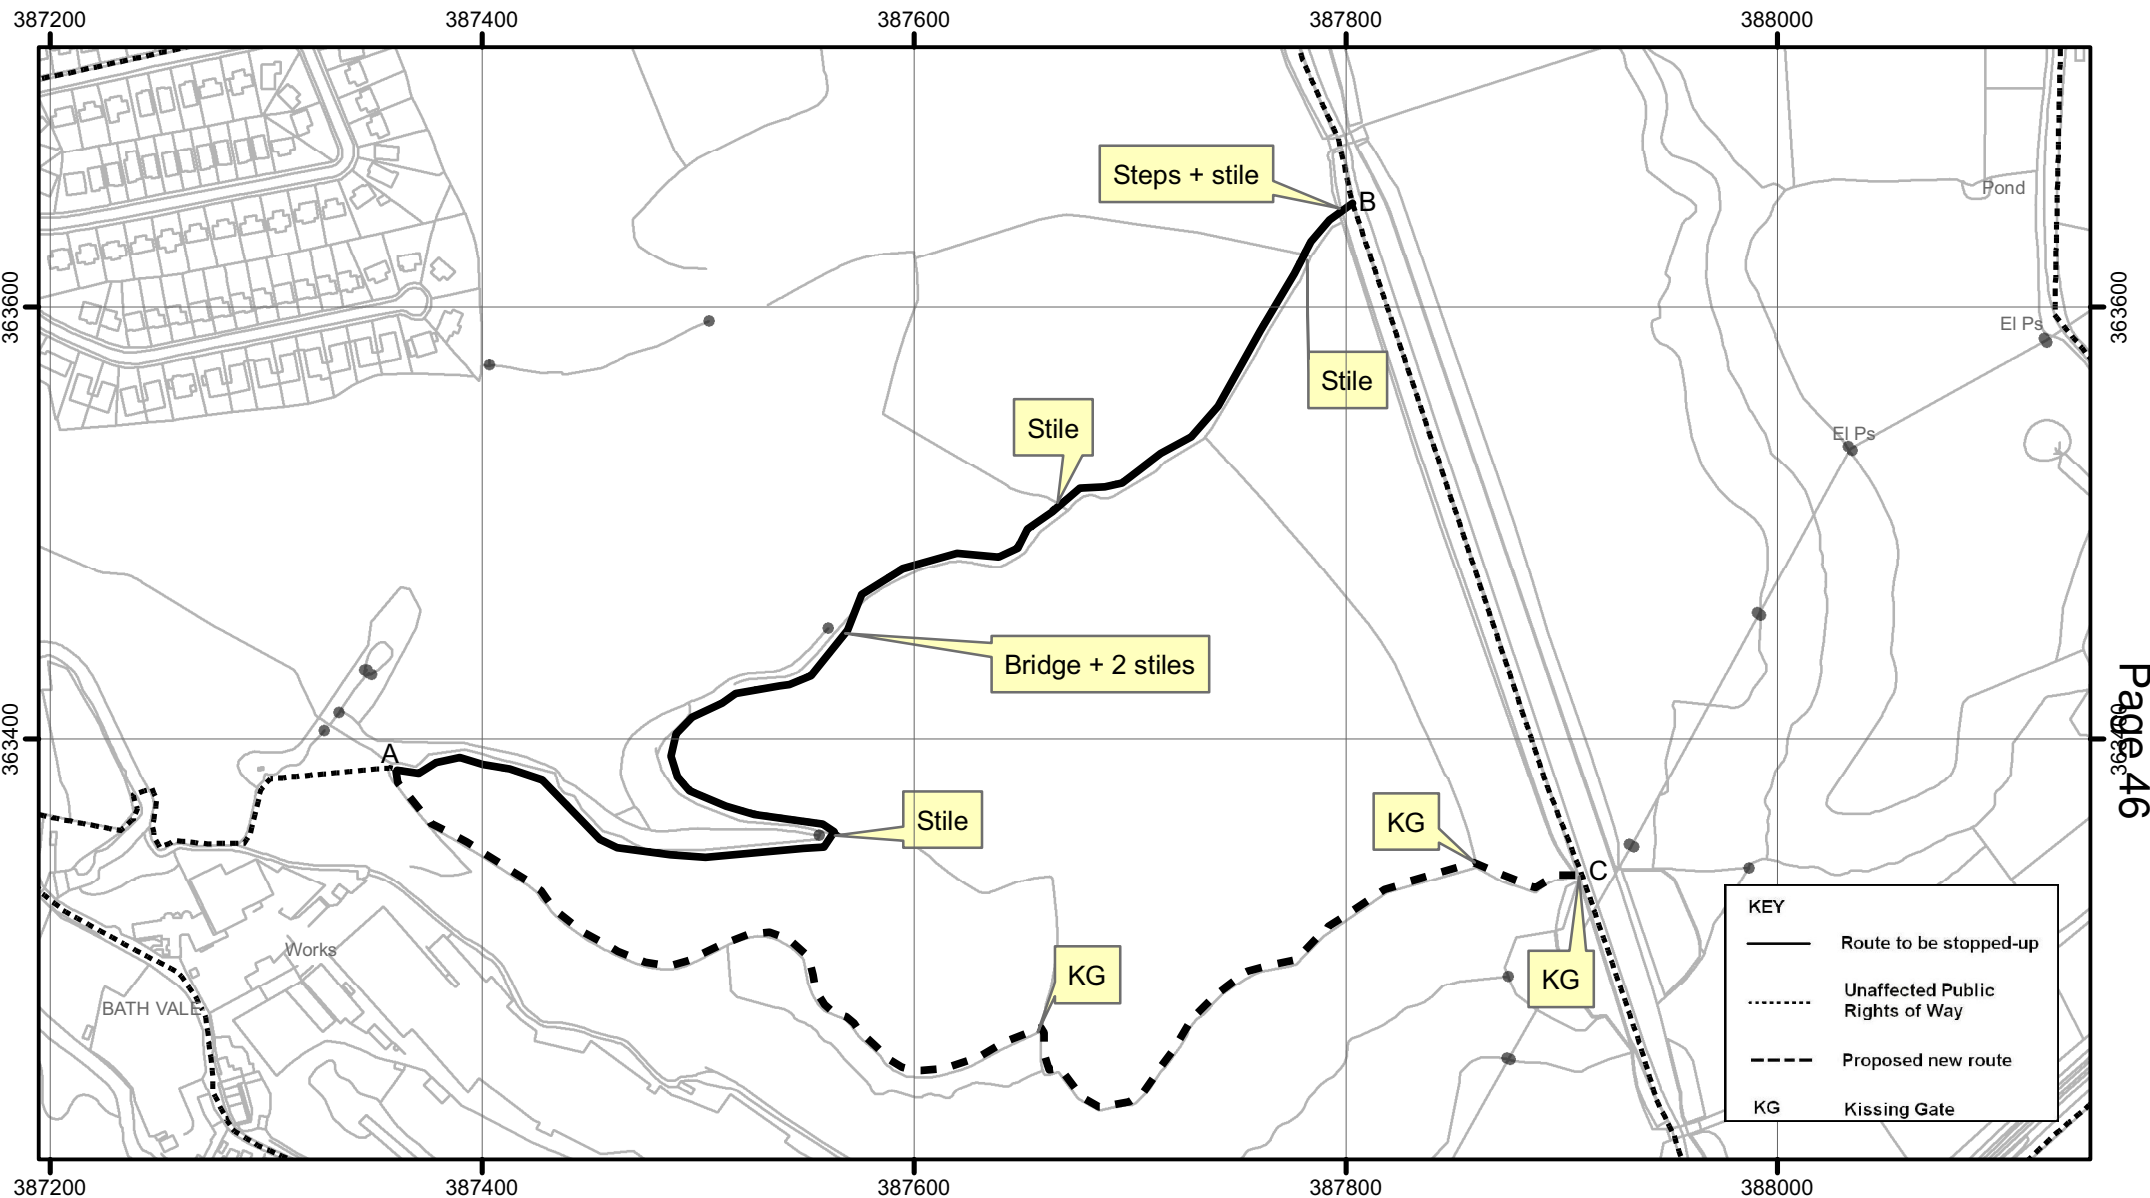 387200
387400
387600
387800
388000
Steps + stile
B
Pond
363600
363600
El Ps
Stile
Stile
El Ps
Bridge + 2 stiles
363400
363400
Page 46
A
Stile
KG
C
KEY
Route to be stopped-up
Unaffected Public
Rights of Way
Proposed new route
KG Kissing Gate
Works
KG
KG
BATH VALE
387200
387400
387600
387800
388000